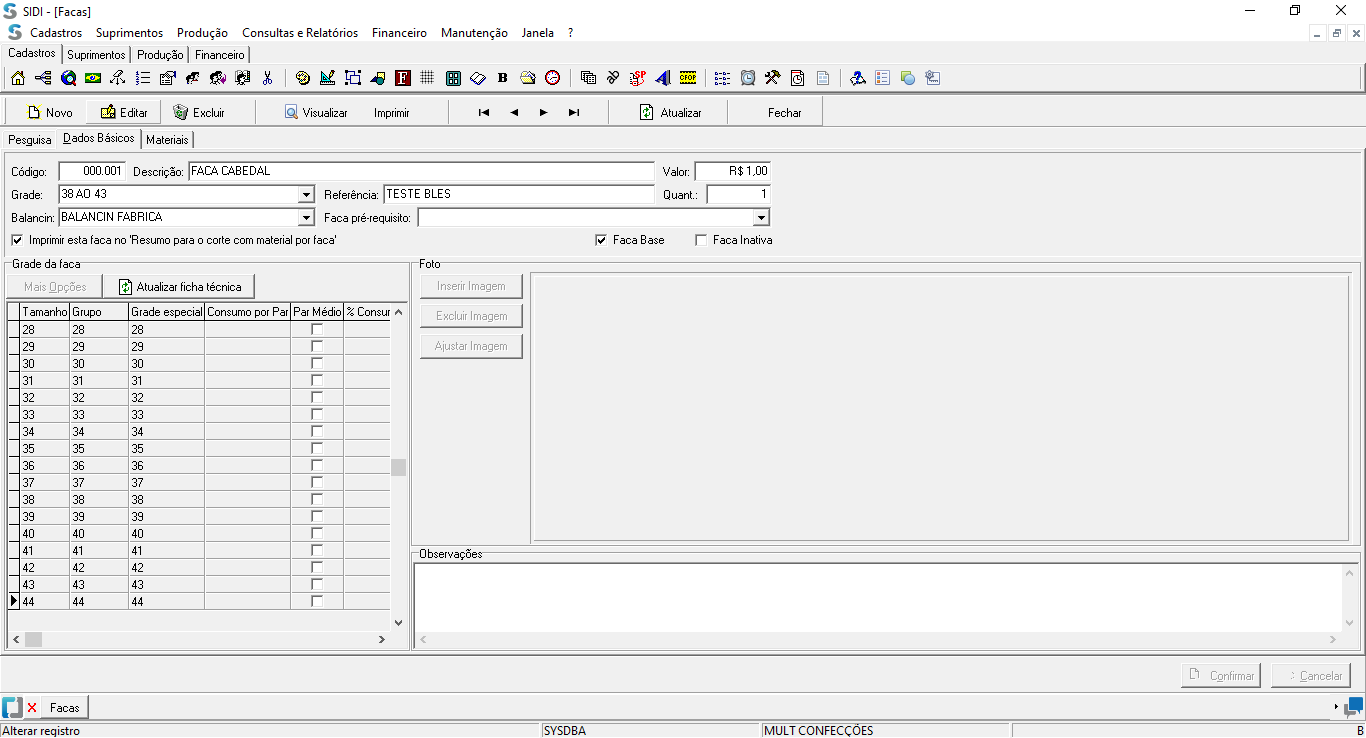 SIDI - [Facas]
Cadastros Suprimentos Produção Consultas e Relatórios Financeiro Manutenção Janela ?
Cadastros Suprimentos Produção Financeiro
Novo Editar Excluir Visualizar Imprimir Atualizar Fechar
Pesquisa Dados Básicos Materiais
Código: 000.001 Descrição: FACA CABEDAL Valor: R$ 1,00
Grade: 38 AO 43 Referência: TESTE BLES Quant.: 1
Balancin: BALANCIN FABRICA Faca pré-requisito:
Imprimir esta faca no 'Resumo para o corte com material por faca' Faca Base Faca Inativa
Grade da faca Foto
Mais Opções Atualizar ficha técnica Inserir Imagem
Excluir Imagem
Ajustar Imagem
Tamanho Grupo Grade especial Consumo por Par Par Médio % Consur
28 28 28
29 29 29
30 30 30
31 31 31
32 32 32
33 33 33
34 34 34
35 35 35
36 36 36
37 37 37
38 38 38
39 39 39
40 40 40
41 41 41
42 42 42
43 43 43
44 44 44
Observações
Confirmar Cancelar
Facas
Alterar registro SYSDBA MULT CONFECÇÕES B